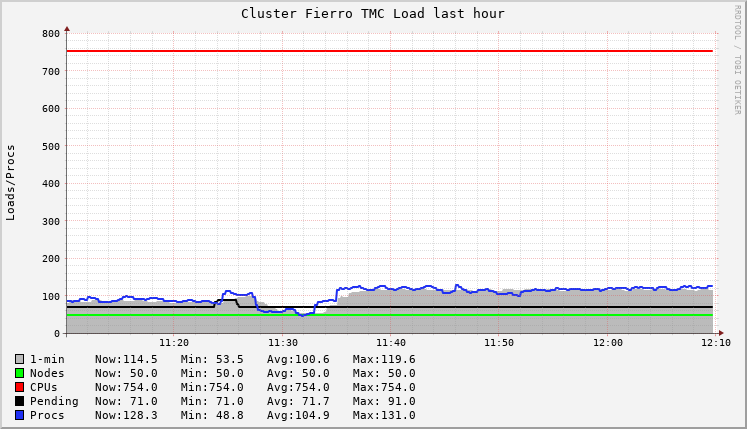 Cluster Fierro TMC Load last hour
RRDTOOL / TOBI OETIKER
Loads/Procs
800
700
600
500
400
300
200
100
0
11:20 11:30 11:40 11:50 12:00 12:10
1-min Now:114.5 Min: 53.5 Avg:100.6 Max:119.6
Nodes Now: 50.0 Min: 50.0 Avg: 50.0 Max: 50.0
CPUs Now:754.0 Min:754.0 Avg:754.0 Max:754.0
Pending Now: 71.0 Min: 71.0 Avg: 71.7 Max: 91.0
Procs Now:128.3 Min: 48.8 Avg:104.9 Max:131.0